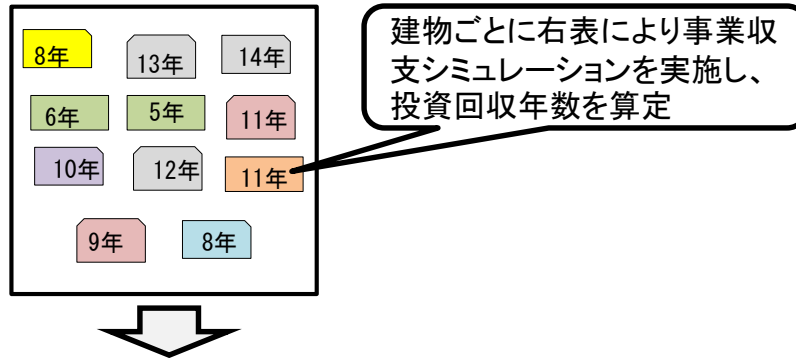 8年
13年
14年
6年
5年
11年
10年
12年
11年
9年
8年
建物ごとに右表により事業収
支シミュレーションを実施し、
投資回収年数を算定